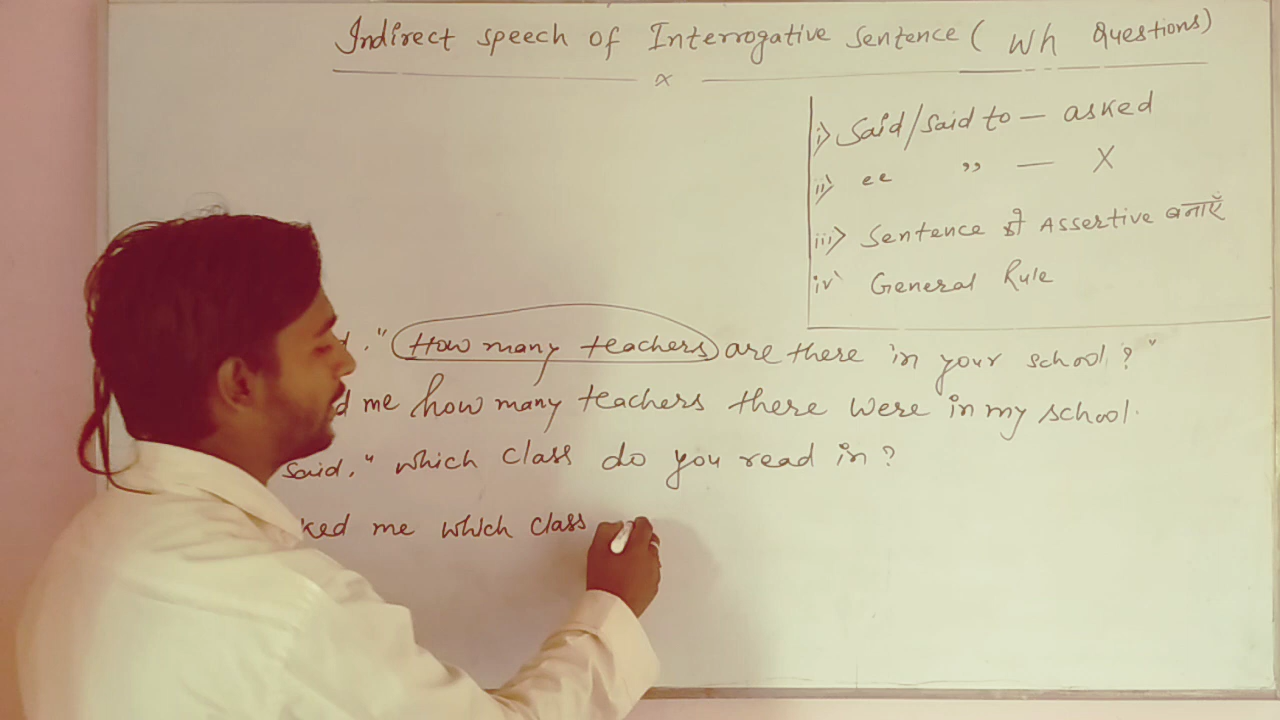 Indirect speech of Interrogative Sentence ( Wh Questions)
x
i) Said/said to — asked
ii) " " — X
iii) Sentence को Assertive बनाएँ
iv) General Rule
"How many teachers are there in your school?"
me how many teachers there were in my school.
said, "which class do you read in?
me which class